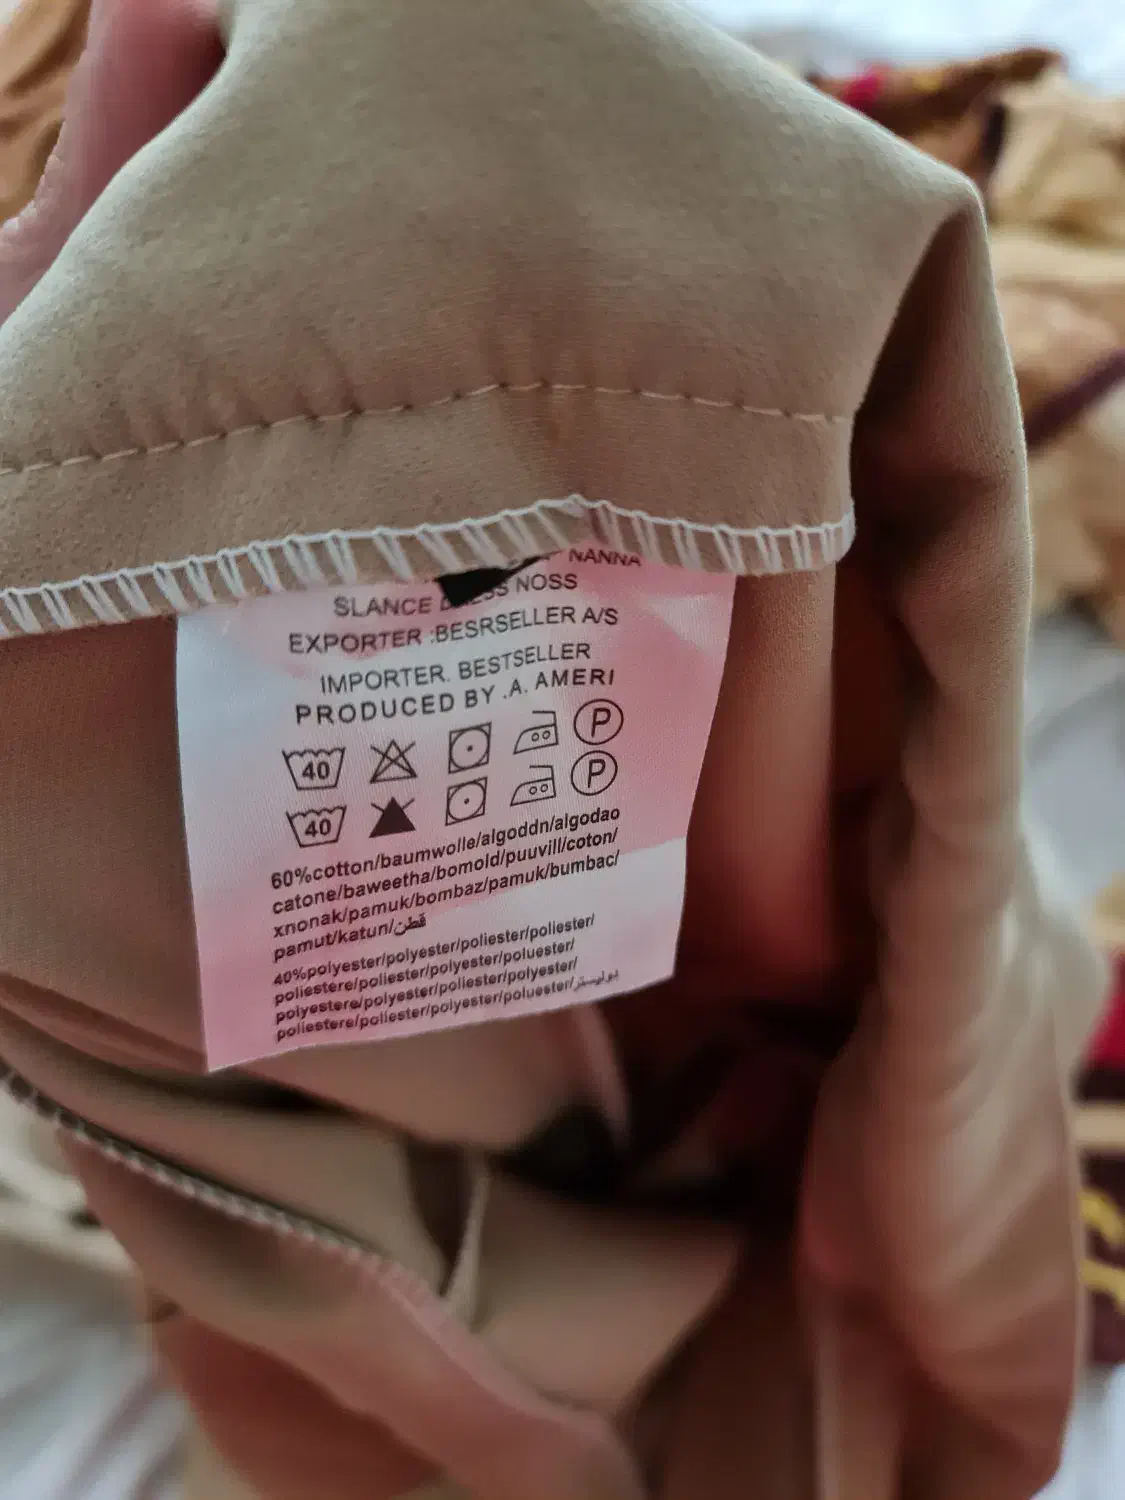 NANNA
SLANCE NOSS
EXPORTER :BESRSELLER A/S
IMPORTER. BESTSELLER
PRODUCED BY .A. AMERI
40 P
40 P
60%cotton/baumwolle/algoddn/algodao
catone/baweetha/bomold/puuvill/coton/
xnonak/pamuk/bombaz/pamuk/bumbac/
pamut/katun/قطن
40%polyester/polyester/poliester/poliester/
poliestere/poliester/polyester/poluester/
polyestere/polyester/poliester/polyester/
poliestere/poliester/polyester/poluester/بوليستر